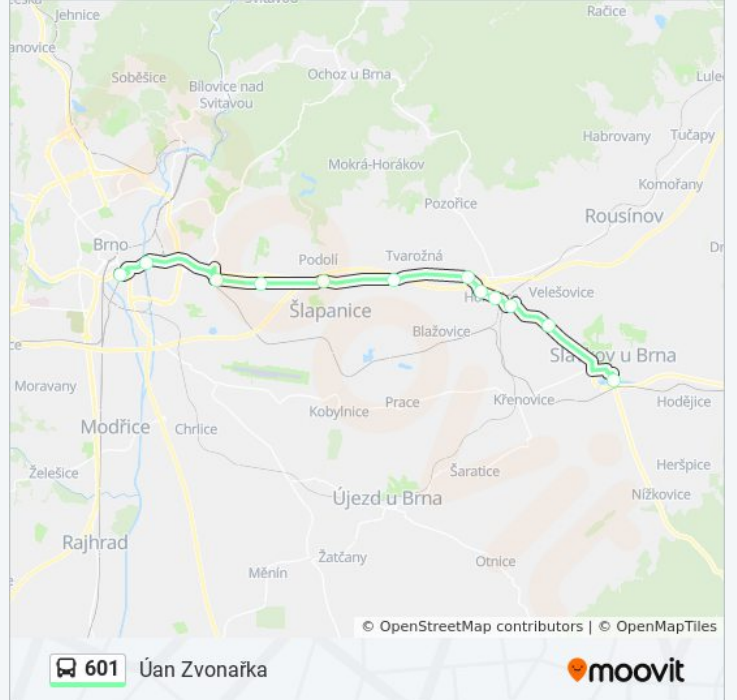 Jehnice
Svitavou
Račice
Soběšice
Bílovice nad
Svitavou
Ochoz u Brna
Habrovany
Tučapy
Mokrá-Horákov
Komořany
Pozořice
Rousínov
Brno
Podolí
Tvarožná
Velešovice
Šlapanice
Blažovice
u Brna
Moravany
Kobylnice
Prace
Křenovice
Hodějice
Modřice
Chrlice
Šaratice
Heršpice
Želešice
Újezd u Brna
Nížkovice
Rajhrad
Žatčany
Otnice
Měnín
© OpenStreetMap contributors | © OpenMapTiles
601 Úan Zvonařka
moovit